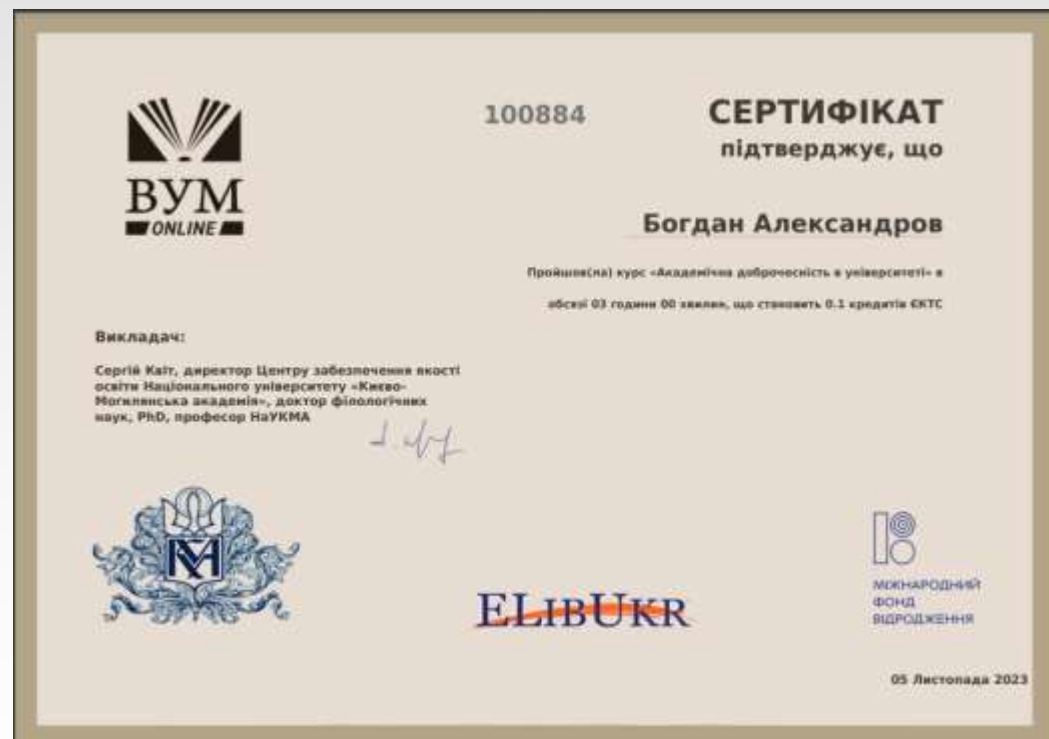 ВУМ
ONLINE
100884
СЕРТИФІКАТ
підтверджує, що
Богдан Александров
Пройшов(ла) курс «Академічна доброчесність в університеті» в
обсязі 03 години 00 хвилин, що становить 0.1 кредитів ЄКТС
Викладач:
Сергій Квіт, директор Центру забезпечення якості
освіти Національного університету «Києво-
Могилянська академія», доктор філологічних
наук, PhD, професор НаУКМА
ELIBUKR
МІЖНАРОДНИЙ
ФОНД
ВІДРОДЖЕННЯ
05 Листопада 2023